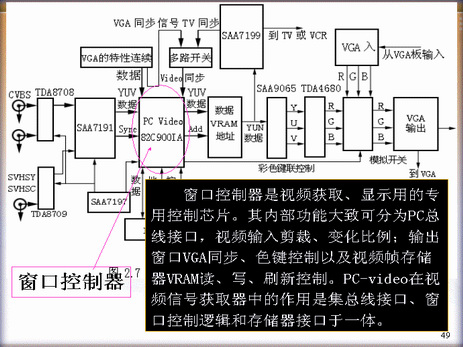 VGA 同步信号 TV同步
SAA7199
到 TV 或 VCR
VGA的特性连续
多路开关
VGA 入
从VGA板输入
数据
Video
同步
R G B
CVBS
TDA8708
YUV
YUV
SAA9065
TDA4680
数据
PC Video
数据
数据
SAA7191
82C9001A
VRAM
Y
R
R
VGA
Sync
Add
地址
YUN
U
G
G
输出
数据
V
B
B
彩色键联控制
模拟开关
SVHSY
SVHSC
到VGA
TDA8709
SAA7197
数据
窗口控制器是视频获取、显示用的专
用控制芯片。其内部功能大致可分为PC总
线接口，视频输入剪裁、变化比例；输出
窗口VGA同步、色键控制以及视频帧存储
器VRAM读、写、刷新控制。PC-video在视
频信号获取器中的作用是集总线接口、窗
口控制逻辑和存储器接口于一体。
图 2.7
窗口控制器
49